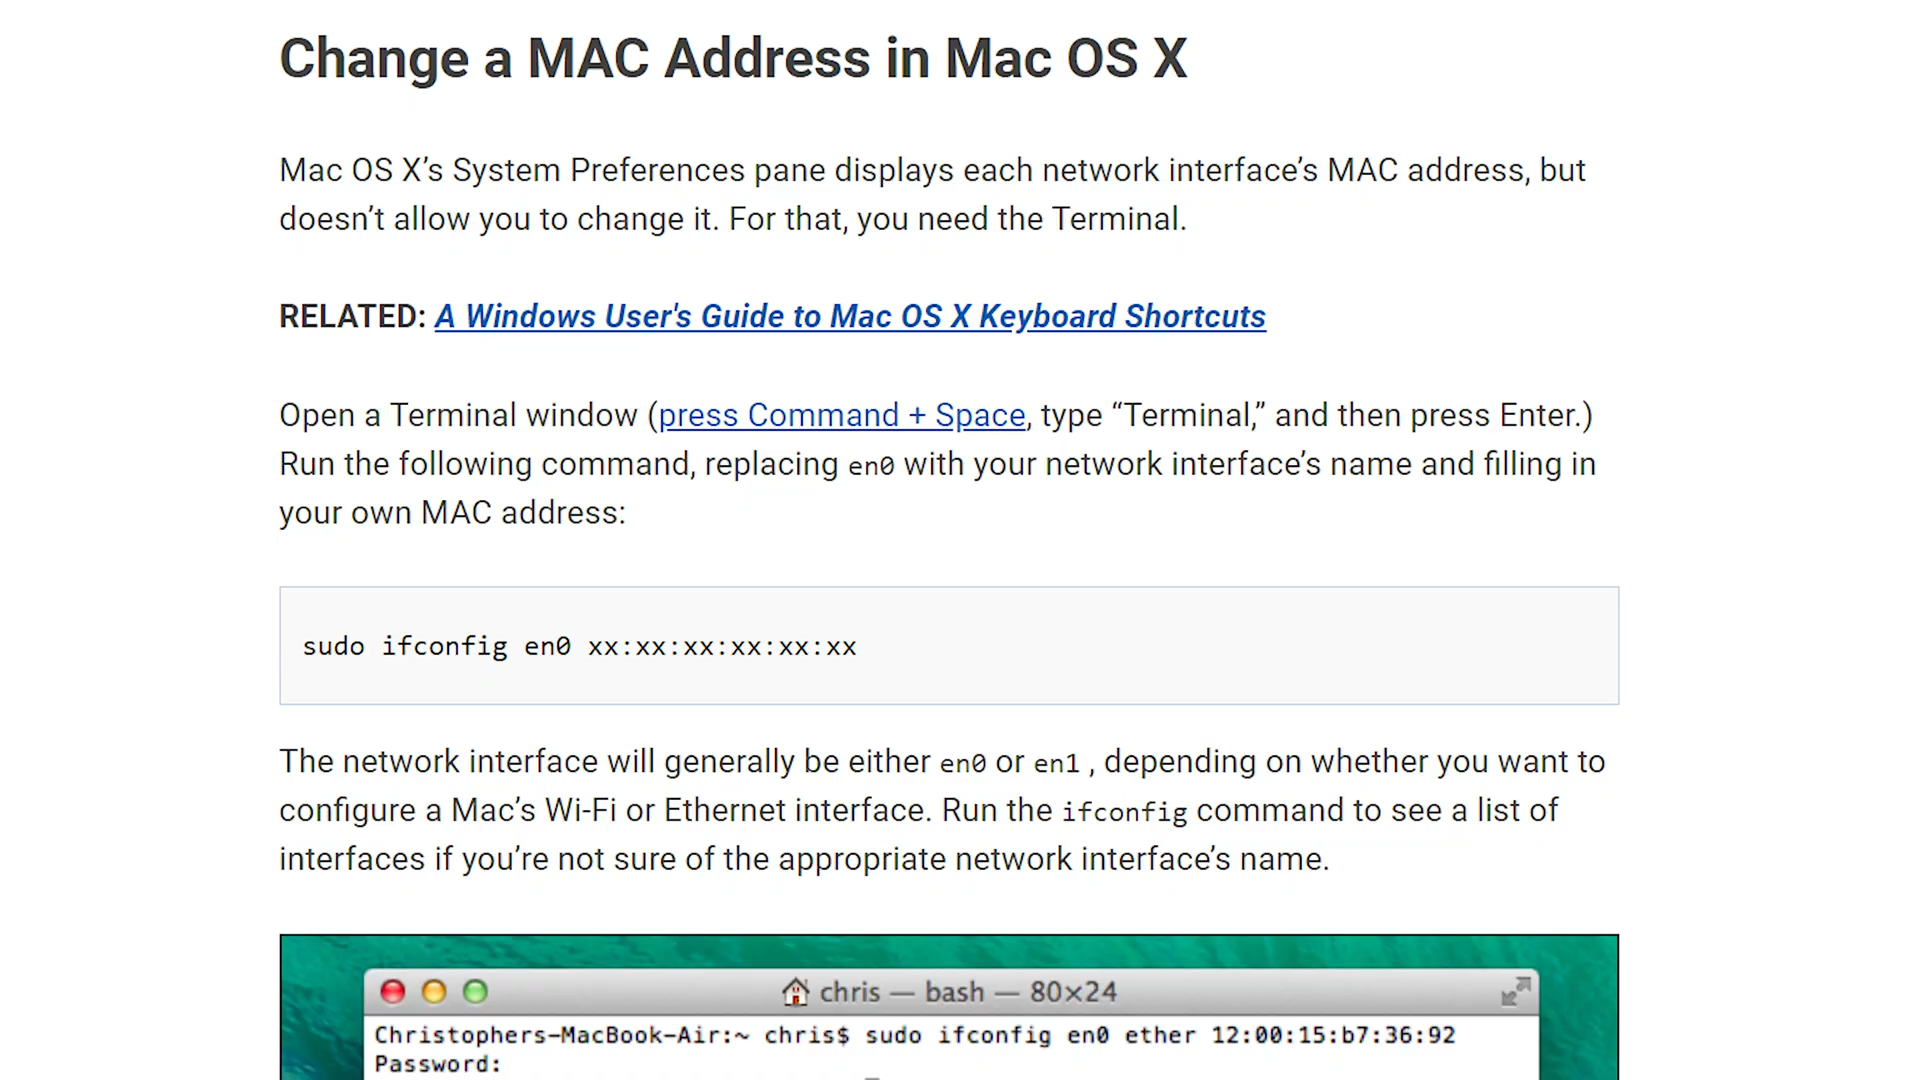 Change a MAC Address in Mac OS X
Mac OS X’s System Preferences pane displays each network interface’s MAC address, but
doesn’t allow you to change it. For that, you need the Terminal.
RELATED: A Windows User's Guide to Mac OS X Keyboard Shortcuts
Open a Terminal window (press Command + Space, type “Terminal,” and then press Enter.)
Run the following command, replacing en0 with your network interface’s name and filling in
your own MAC address:
sudo ifconfig en0 xx:xx:xx:xx:xx:xx
The network interface will generally be either en0 or en1 , depending on whether you want to
configure a Mac’s Wi-Fi or Ethernet interface. Run the ifconfig command to see a list of
interfaces if you’re not sure of the appropriate network interface’s name.
chris — bash — 80×24
Christophers-MacBook-Air:~ chris$ sudo ifconfig en0 ether 12:00:15:b7:36:92
Password: